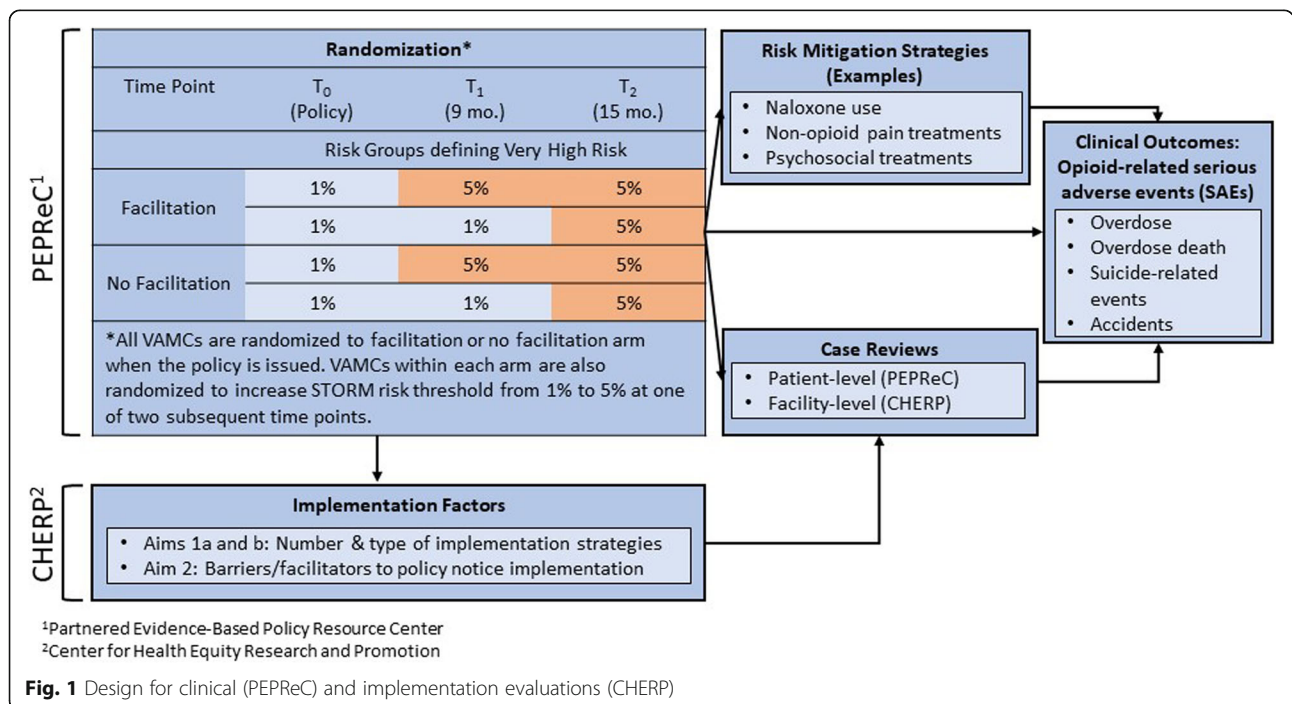 PEPReC¹
Randomization*
Time Point T₀ T₁ T₂
(Policy) (9 mo.) (15 mo.)
Risk Groups defining Very High Risk
Facilitation
1% 5% 5%
1% 1% 5%
No Facilitation
1% 5% 5%
1% 1% 5%
*All VAMCs are randomized to facilitation or no facilitation arm
when the policy is issued. VAMCs within each arm are also
randomized to increase STORM risk threshold from 1% to 5% at one
of two subsequent time points.
Risk Mitigation Strategies
(Examples)
• Naloxone use
• Non-opioid pain treatments
• Psychosocial treatments
Clinical Outcomes:
Opioid-related serious
adverse events (SAEs)
• Overdose
• Overdose death
• Suicide-related
events
• Accidents
Case Reviews
• Patient-level (PEPReC)
• Facility-level (CHERP)
CHERP²
Implementation Factors
• Aims 1a and b: Number & type of implementation strategies
• Aim 2: Barriers/facilitators to policy notice implementation
¹Partnered Evidence-Based Policy Resource Center
²Center for Health Equity Research and Promotion
Fig. 1 Design for clinical (PEPReC) and implementation evaluations (CHERP)